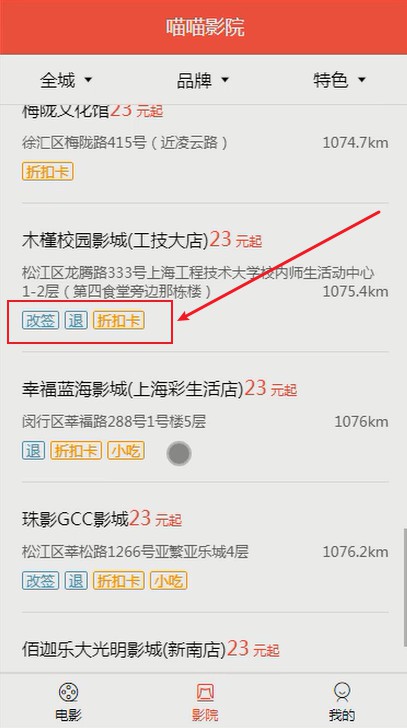 喵喵影院
全城 品牌 特色
梅陇文化馆23 元起
徐汇区梅陇路415号（近凌云路） 1074.7km
折扣卡
木槿校园影城(工技大店)23 元起
松江区龙腾路333号上海工程技术大学校内师生活动中心
1-2层（第四食堂旁边那栋楼） 1075.4km
改签 退 折扣卡
幸福蓝海影城(上海彩生活店)23 元起
闵行区莘福路288号1号楼5层 1076km
退 折扣卡 小吃
珠影GCC影城23 元起
松江区莘松路1266号亚繁亚乐城4层 1076.2km
改签 退 折扣卡 小吃
佰迦乐大光明影城(新南店)23 元起
电影 影院 我的